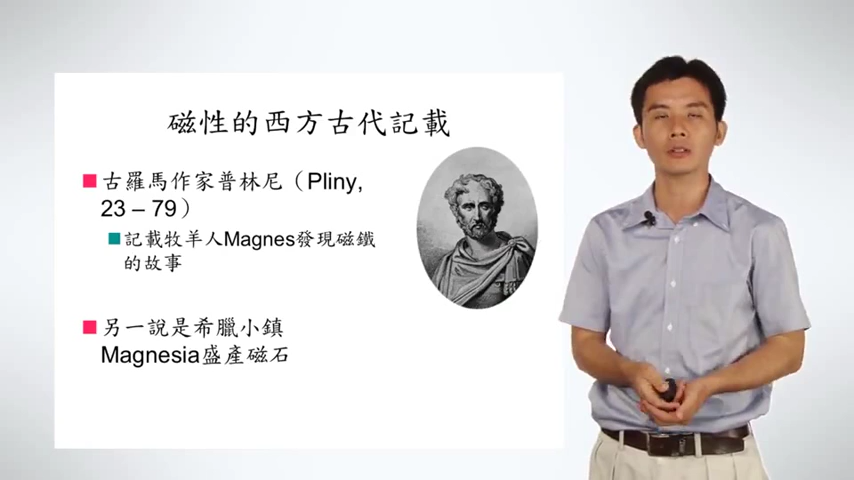 磁性的西方古代記載
古羅馬作家普林尼（Pliny,
23 – 79）
記載牧羊人Magnes發現磁鐵
的故事
另一說是希臘小鎮
Magnesia盛產磁石